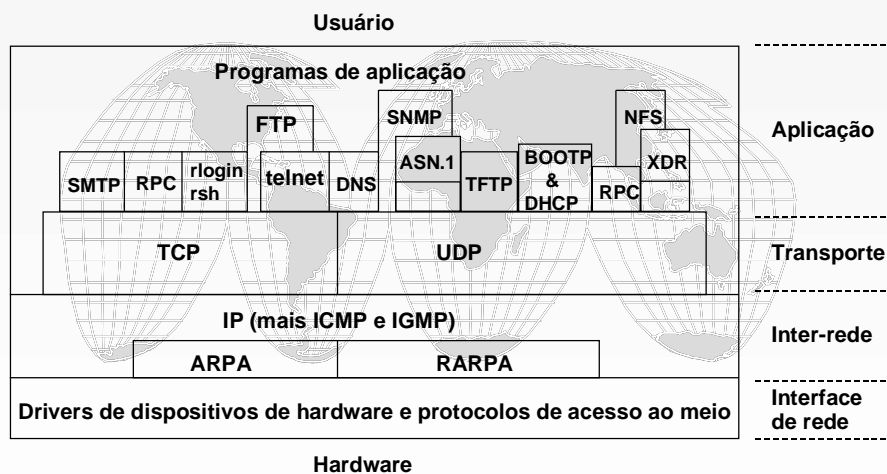 Usuário
Programas de aplicação
FTP
SNMP
NFS
Aplicação
SMTP
RPC
rlogin
rsh
telnet
DNS
ASN.1
TFTP
BOOTP
&
DHCP
RPC
XDR
TCP
UDP
Transporte
IP (mais ICMP e IGMP)
Inter-rede
ARPA
RARPA
Drivers de dispositivos de hardware e protocolos de acesso ao meio
Interface
de rede
Hardware